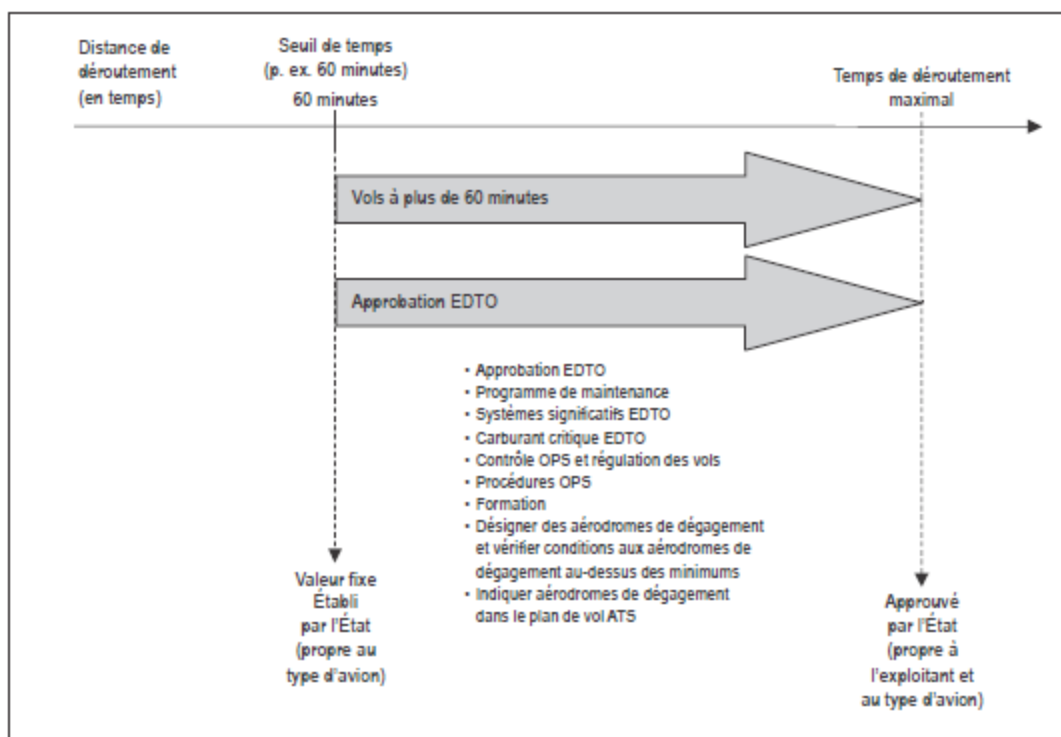 Distance de
déroutement
(en temps)
Seuil de temps
(p. ex. 60 minutes)
60 minutes
Temps de déroutement
maximal
Vols à plus de 60 minutes
Approbation EDTO
• Approbation EDTO
• Programme de maintenance
• Systèmes significatifs EDTO
• Carburant critique EDTO
• Contrôle OPS et régulation des vols
• Procédures OPS
• Formation
• Désigner des aérodromes de dégagement
et vérifier conditions aux aérodromes de
dégagement au-dessus des minimums
• Indiquer aérodromes de dégagement
dans le plan de vol ATS
Valeur fixe
Établi
par l'État
(propre au
type d'avion)
Approuvé
par l'État
(propre à
l'exploitant et
au type d'avion)